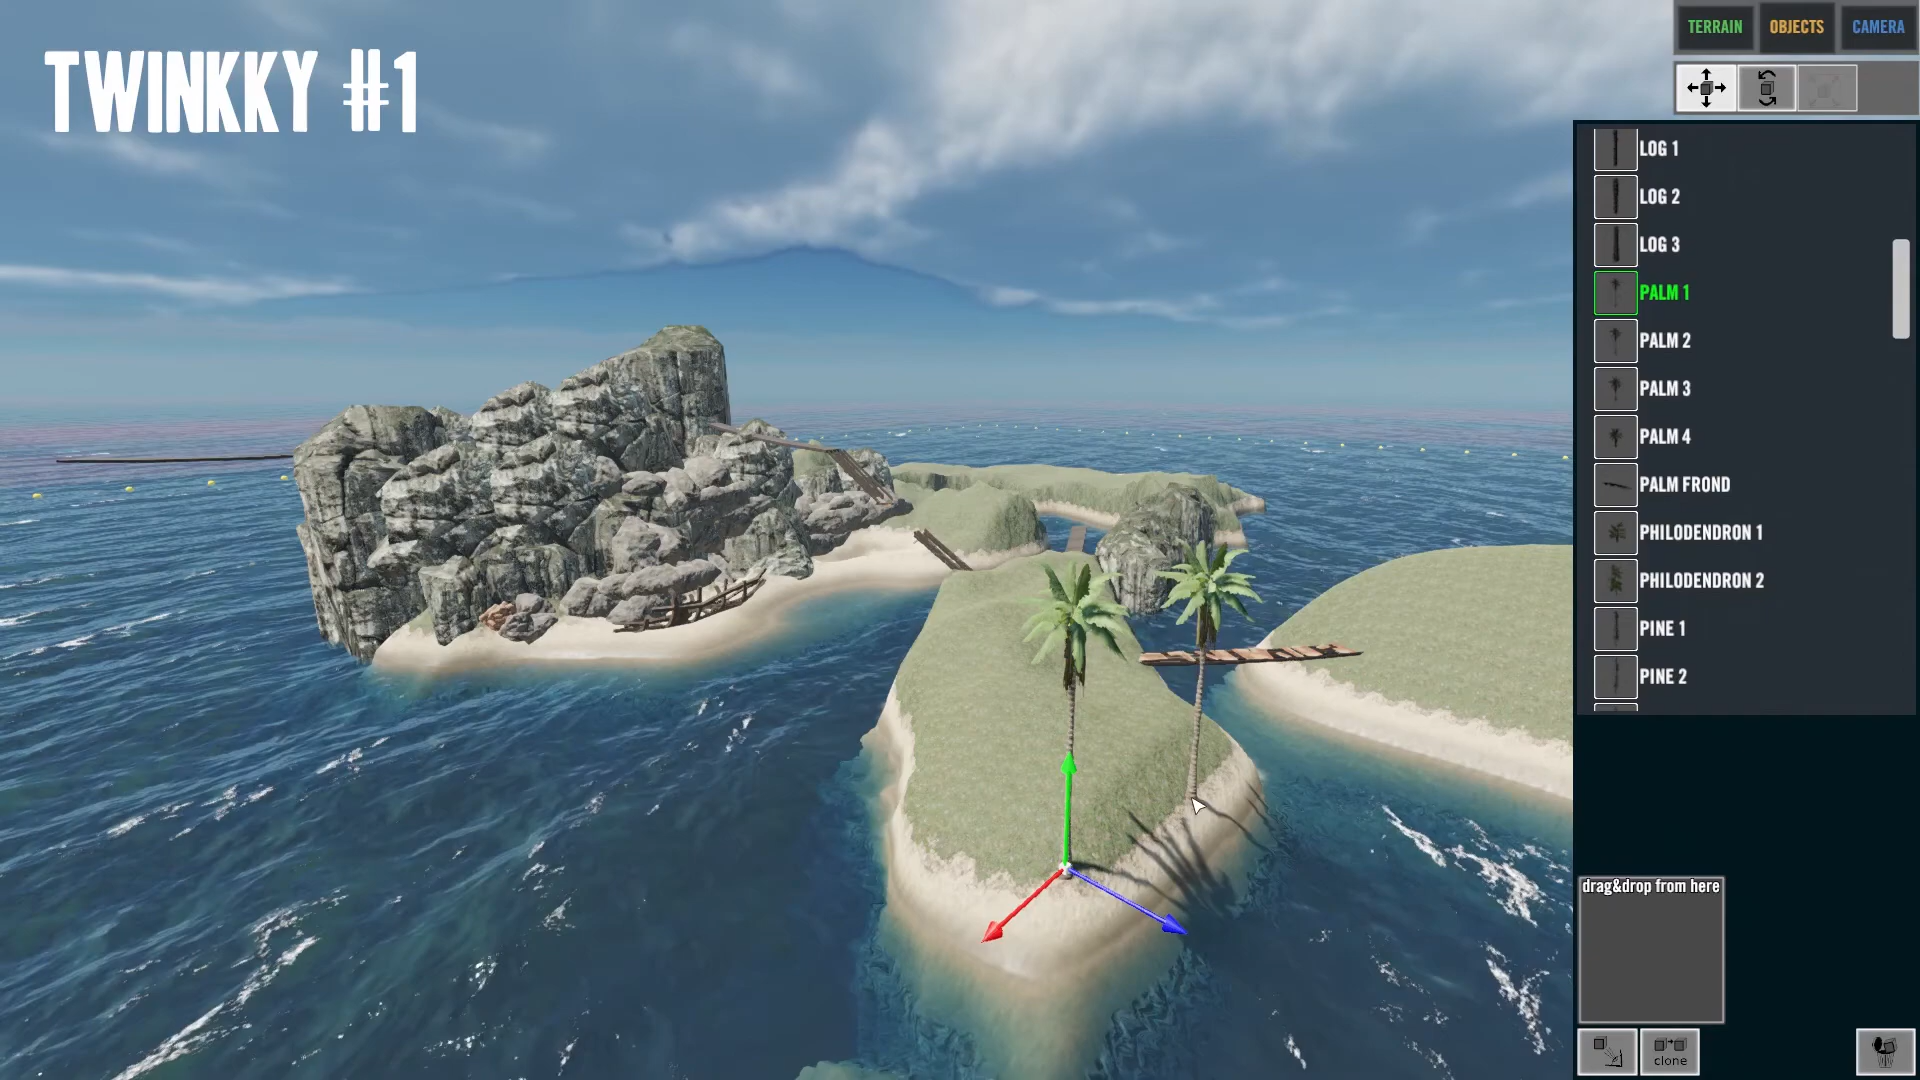 TWINKKY #1
TERRAIN
OBJECTS
CAMERA
LOG 1
LOG 2
LOG 3
PALM 1
PALM 2
PALM 3
PALM 4
PALM FROND
PHILODENDRON 1
PHILODENDRON 2
PINE 1
PINE 2
drag&drop from here
clone